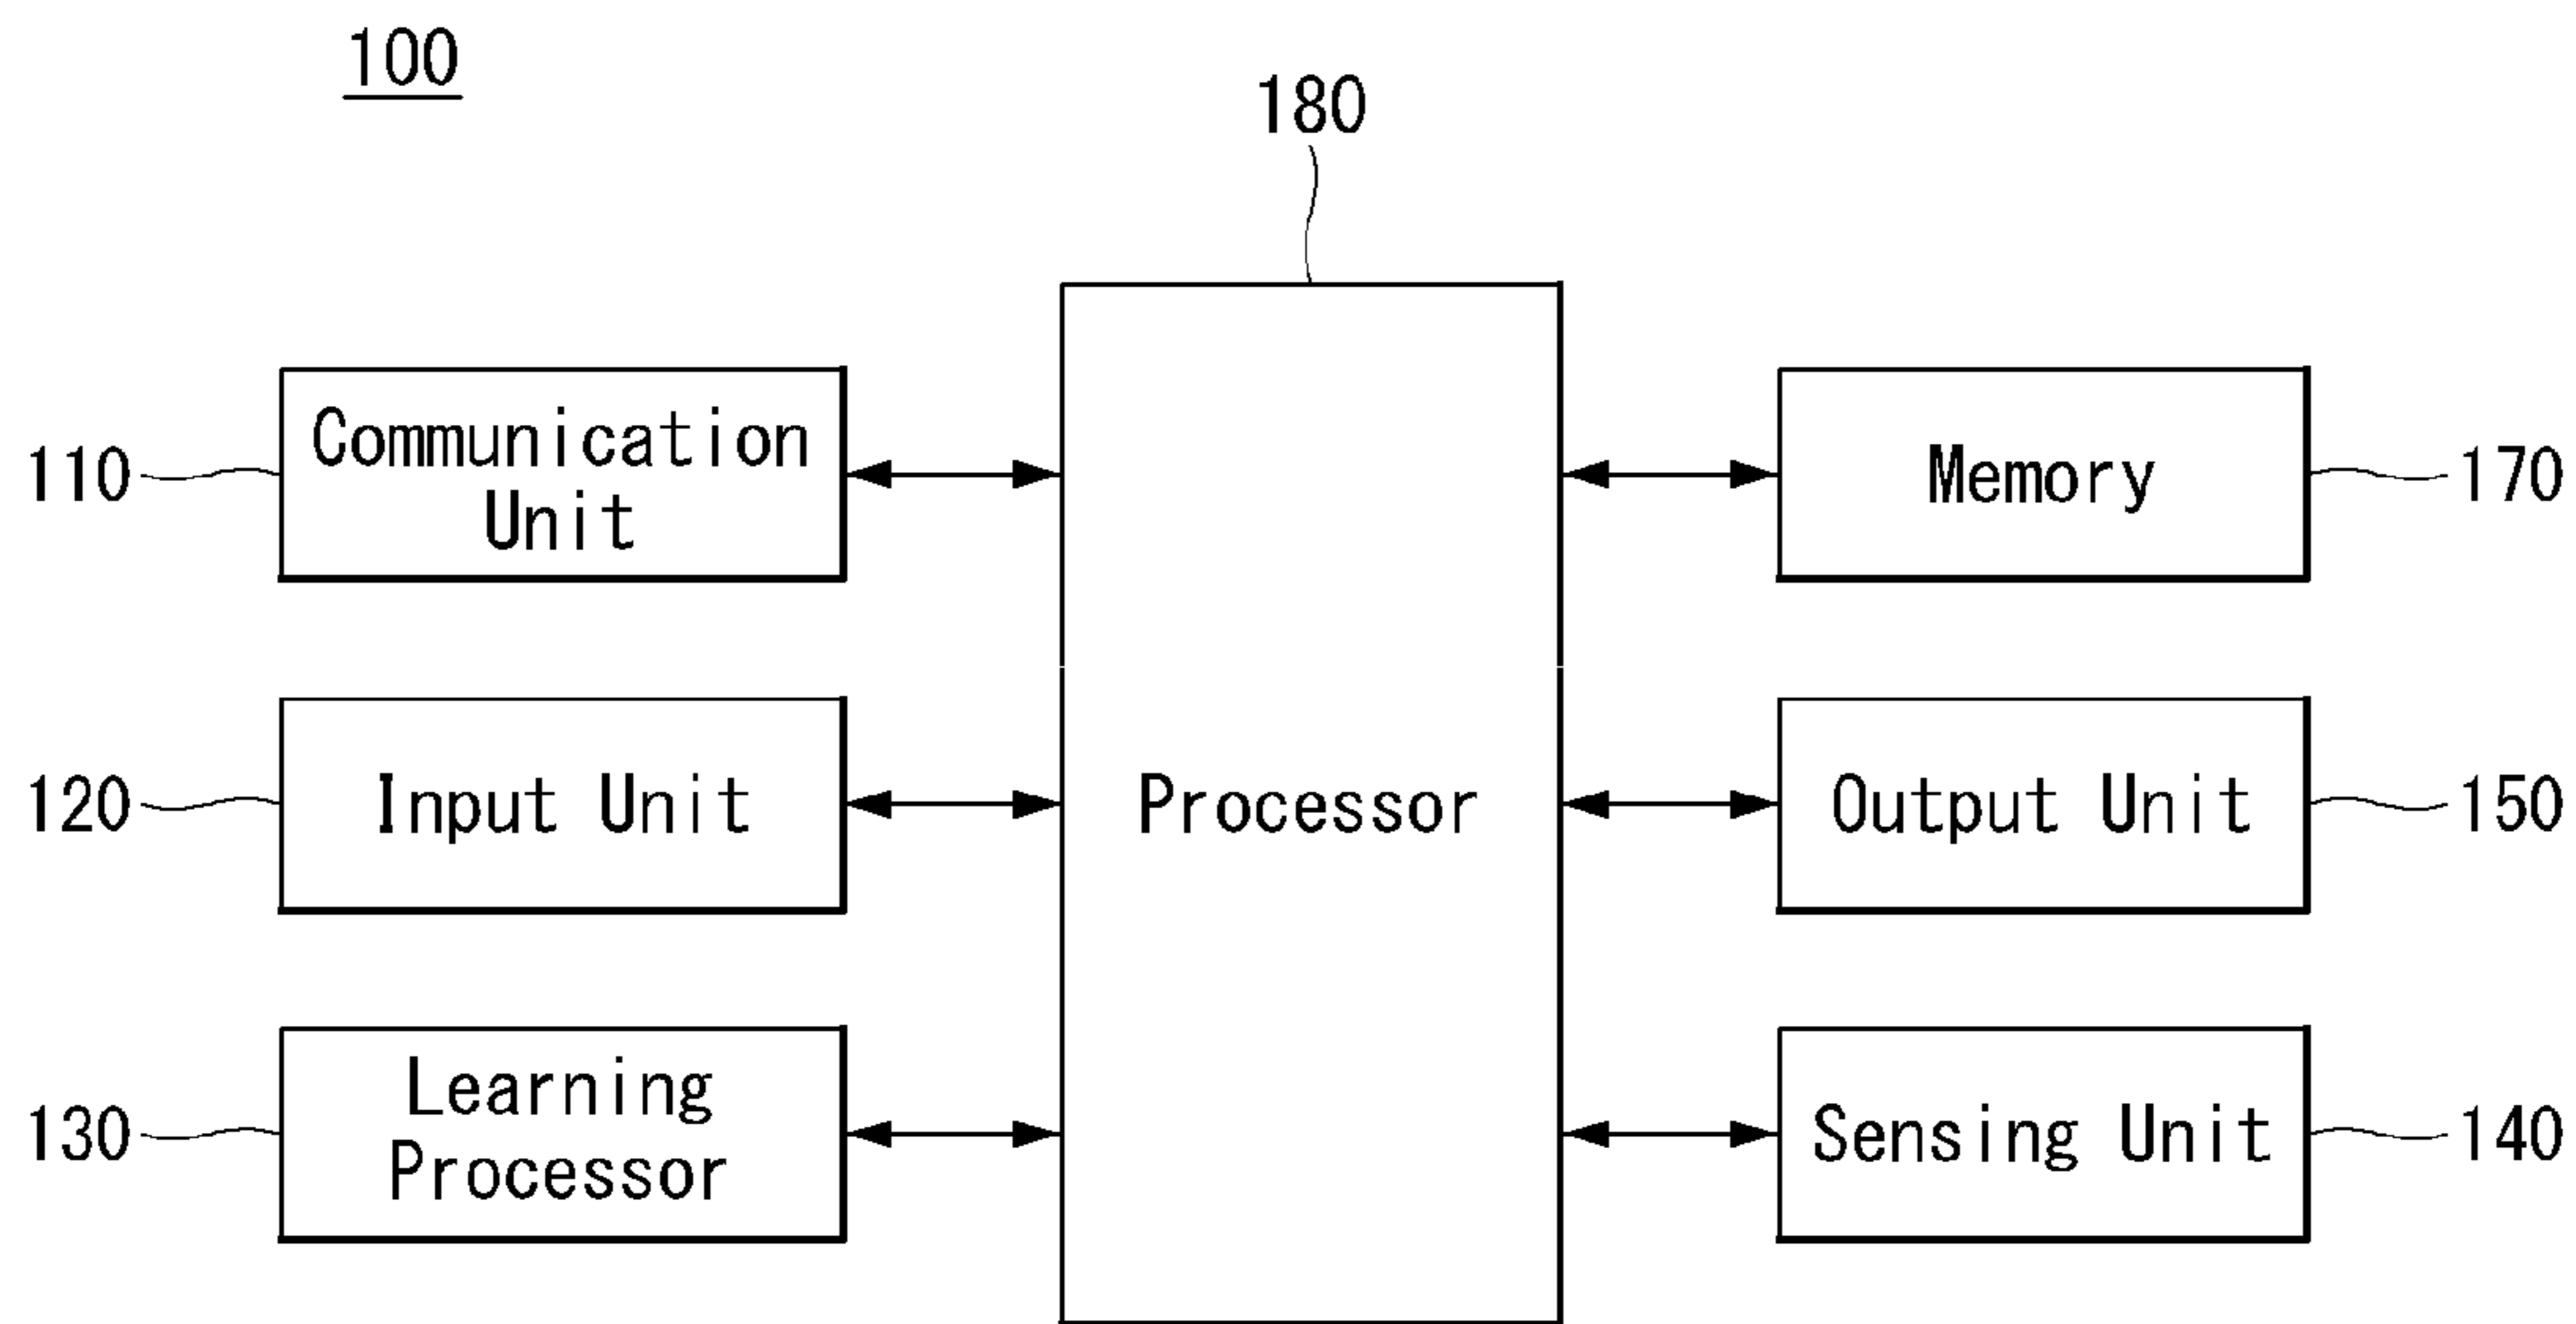 100
180
110
Communication
Unit
Memory
170
120
Input Unit
Processor
Output Unit
150
130
Learning
Processor
Sensing Unit
140